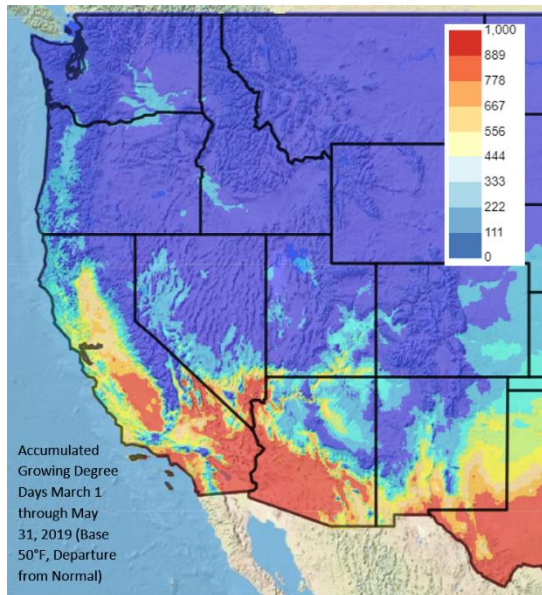 1,000
889
778
667
556
444
333
222
111
0
Accumulated
Growing Degree
Days March 1
through May
31, 2019 (Base
50°F, Departure
from Normal)